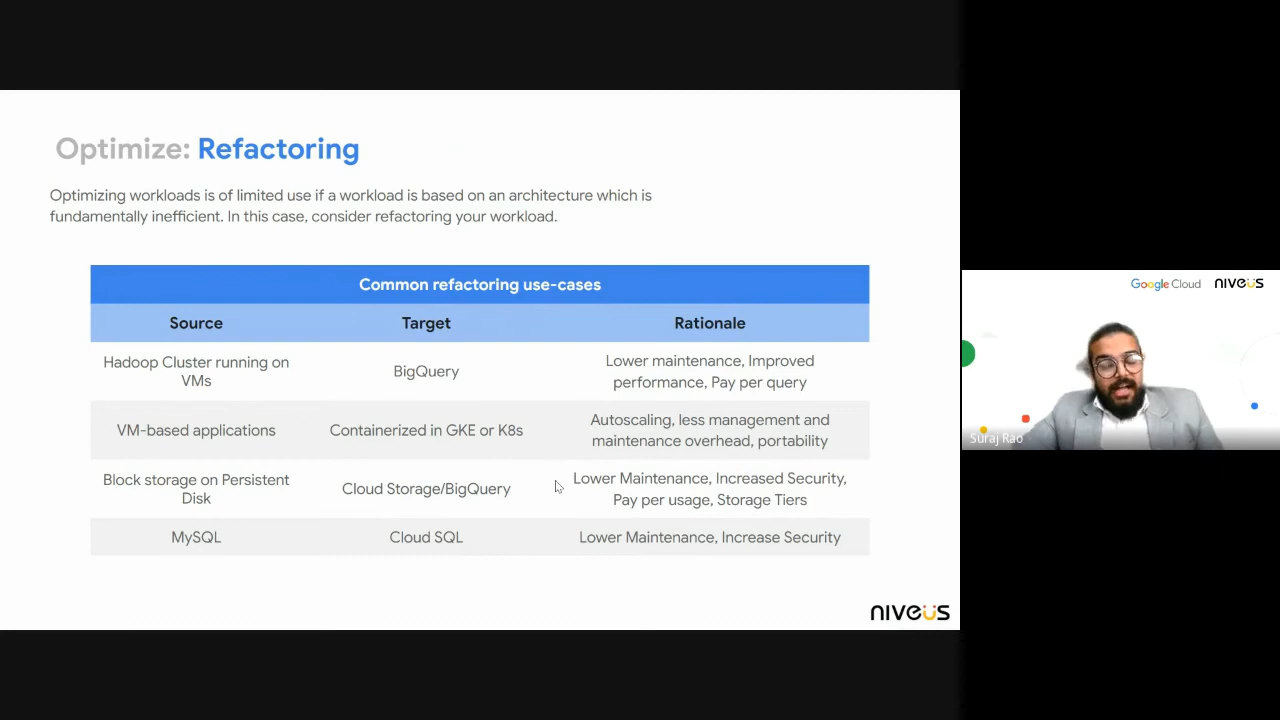 Optimize: Refactoring
Optimizing workloads is of limited use if a workload is based on an architecture which is
fundamentally inefficient. In this case, consider refactoring your workload.
Common refactoring use-cases
Source Target Rationale
Hadoop Cluster running on
VMs
BigQuery
Lower maintenance, Improved
performance, Pay per query
VM-based applications
Containerized in GKE or K8s
Autoscaling, less management and
maintenance overhead, portability
Block storage on Persistent
Disk
Cloud Storage/BigQuery
Lower Maintenance, Increased Security,
Pay per usage, Storage Tiers
MySQL Cloud SQL Lower Maintenance, Increase Security
NIVEÜS
Google Cloud NIVEÜS
Suraj Rao